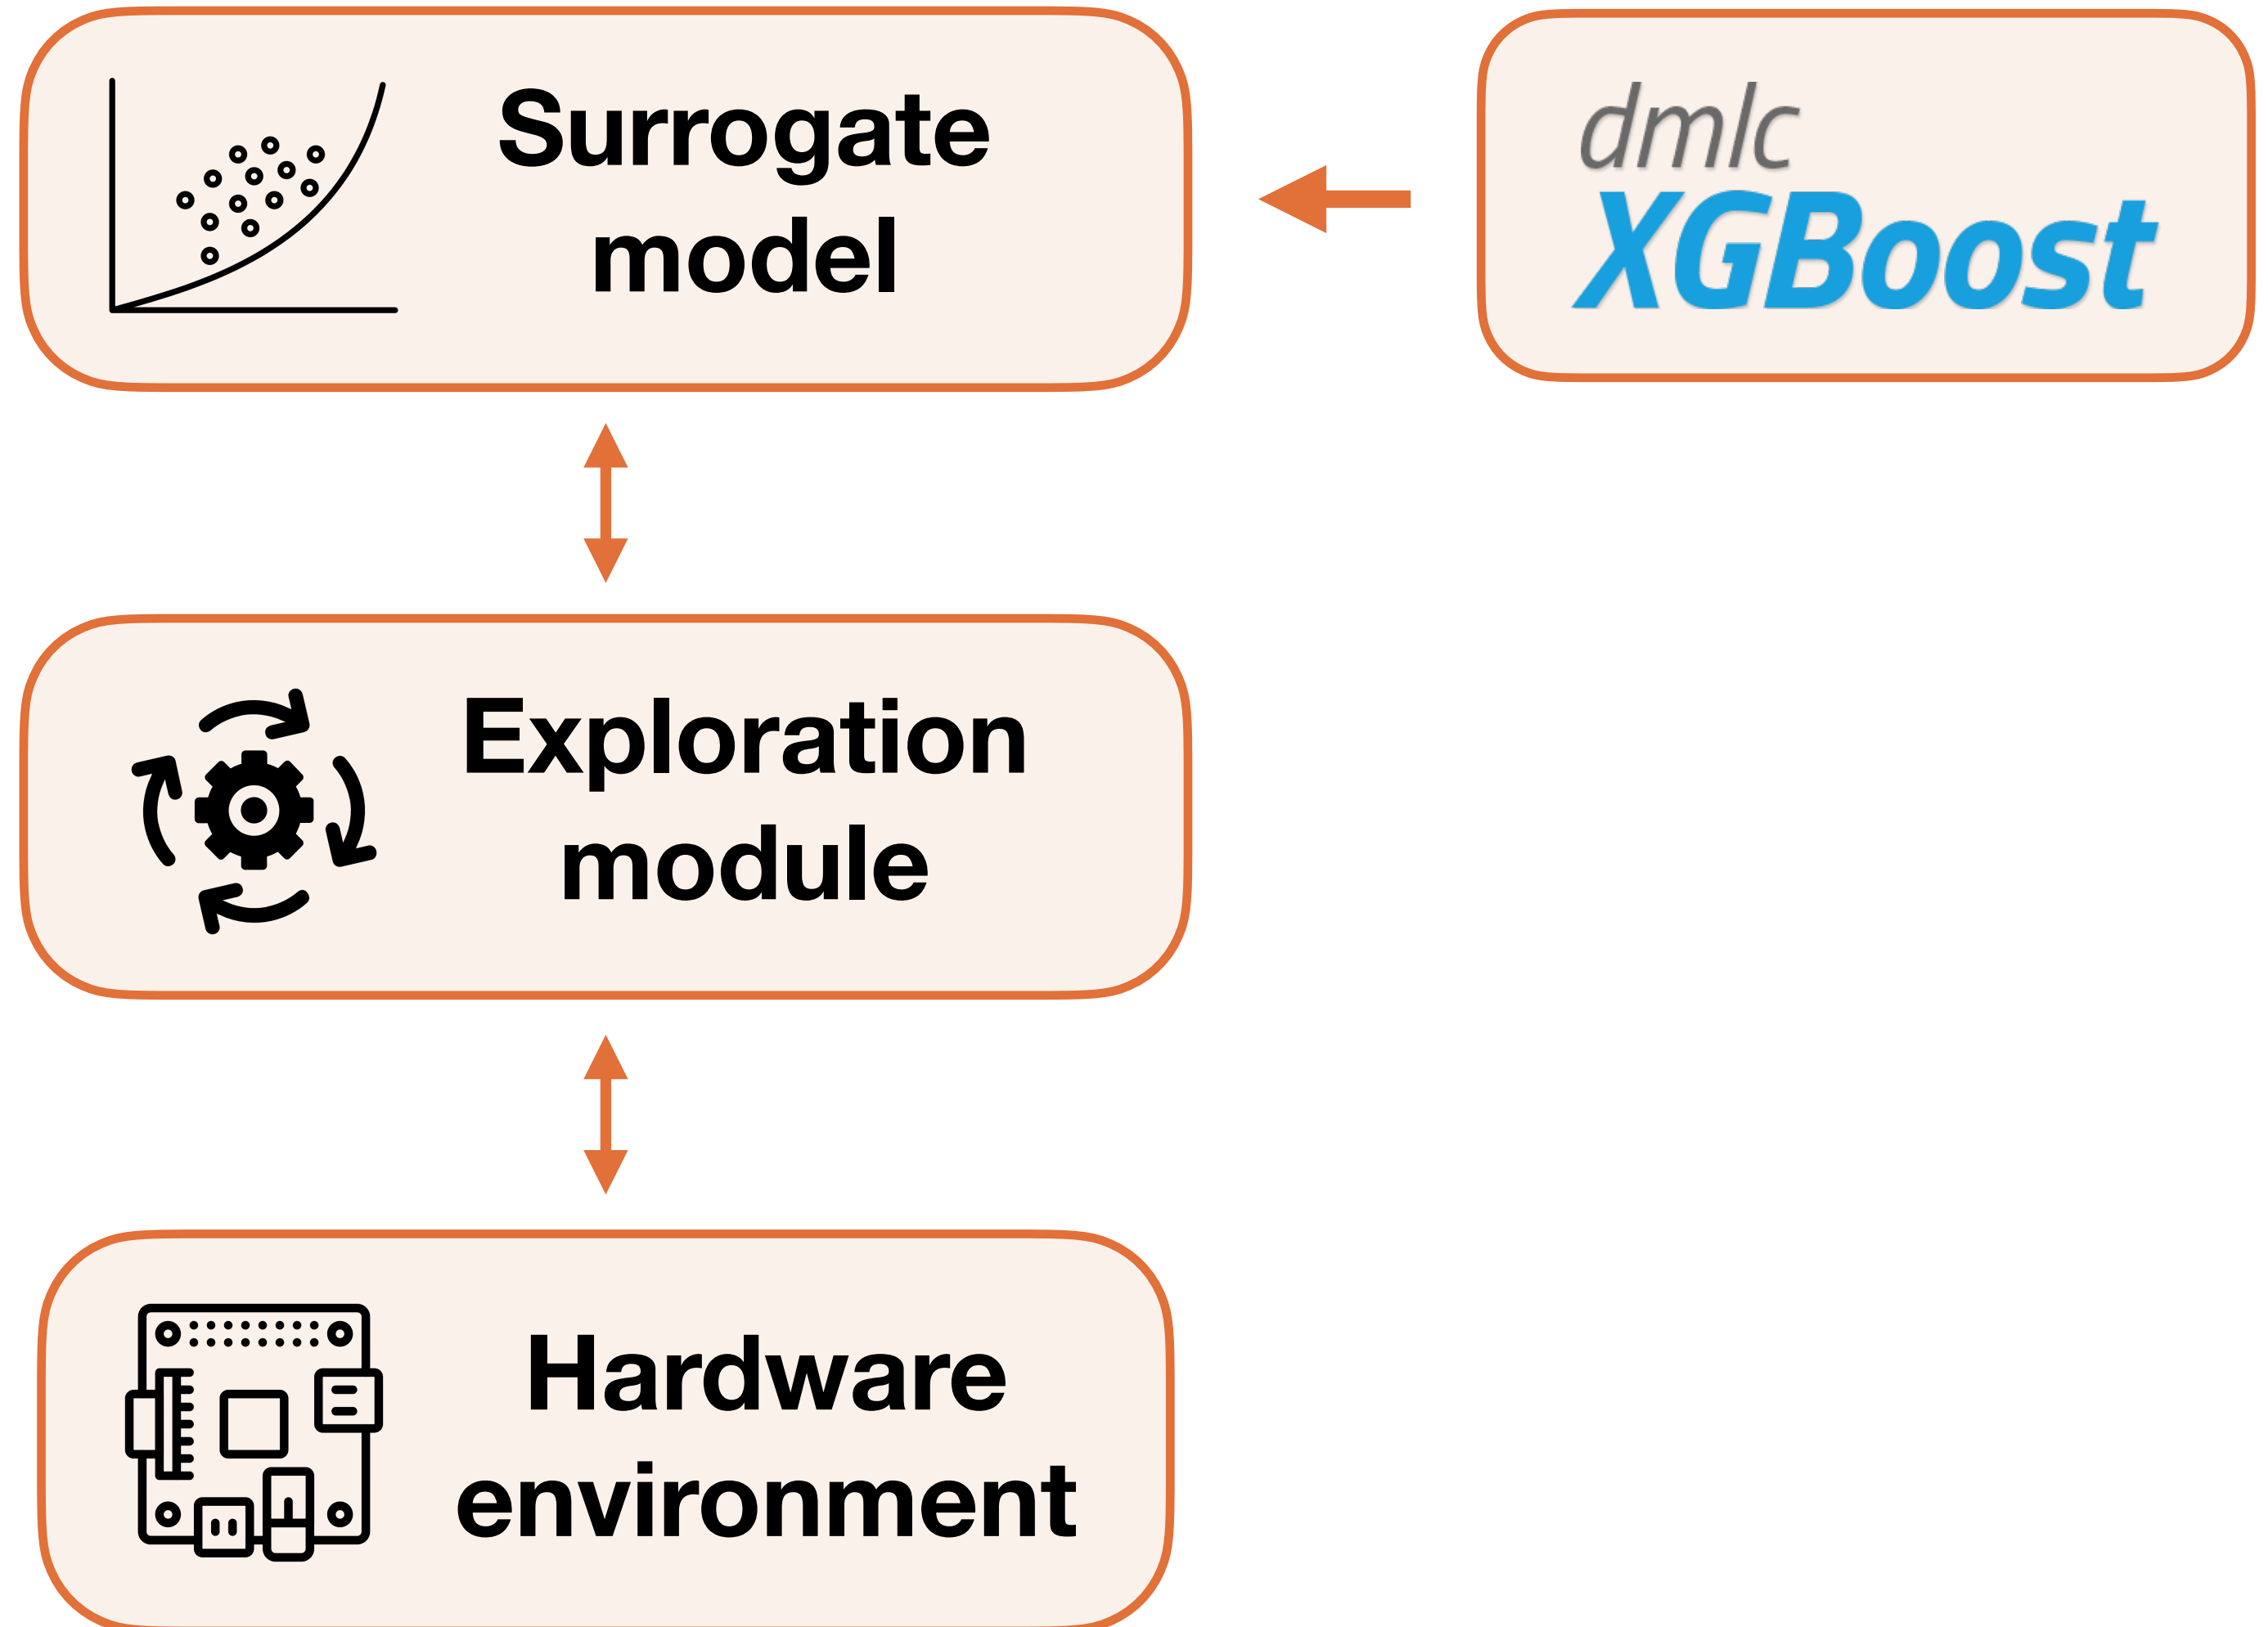 Surrogate
model
dmlc
XGBoost
Exploration
module
Hardware
environment